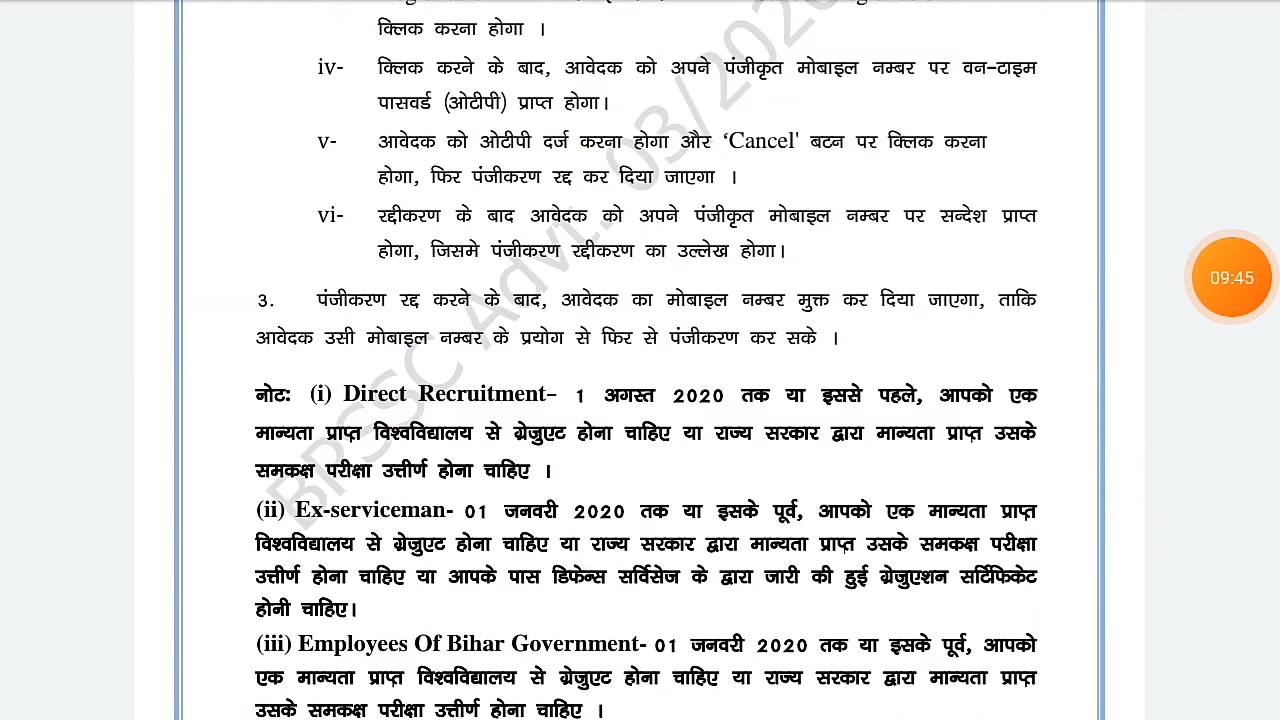 क्लिक करना होगा ।
iv- क्लिक करने के बाद, आवेदक को अपने पंजीकृत मोबाइल नम्बर पर वन-टाइम
पासवर्ड (ओटीपी) प्राप्त होगा।
v- आवेदक को ओटीपी दर्ज करना होगा और ‘Cancel' बटन पर क्लिक करना
होगा, फिर पंजीकरण रद्द कर दिया जाएगा ।
vi- रद्दीकरण के बाद आवेदक को अपने पंजीकृत मोबाइल नम्बर पर सन्देश प्राप्त
होगा, जिसमे पंजीकरण रद्दीकरण का उल्लेख होगा।
3. पंजीकरण रद्द करने के बाद, आवेदक का मोबाइल नम्बर मुक्त कर दिया जाएगा, ताकि
आवेदक उसी मोबाइल नम्बर के प्रयोग से फिर से पंजीकरण कर सके ।
नोट: (i) Direct Recruitment- 1 अगस्त 2020 तक या इससे पहले, आपको एक
मान्यता प्राप्त विश्वविद्यालय से ग्रेजुएट होना चाहिए या राज्य सरकार द्वारा मान्यता प्राप्त उसके
समकक्ष परीक्षा उत्तीर्ण होना चाहिए ।
(ii) Ex-serviceman- 01 जनवरी 2020 तक या इसके पूर्व, आपको एक मान्यता प्राप्त
विश्वविद्यालय से ग्रेजुएट होना चाहिए या राज्य सरकार द्वारा मान्यता प्राप्त उसके समकक्ष परीक्षा
उत्तीर्ण होना चाहिए या आपके पास डिफेन्स सर्विसेज के द्वारा जारी की हुई ग्रेजुएशन सर्टिफिकेट
होनी चाहिए।
(iii) Employees Of Bihar Government- 01 जनवरी 2020 तक या इसके पूर्व, आपको
एक मान्यता प्राप्त विश्वविद्यालय से ग्रेजुएट होना चाहिए या राज्य सरकार द्वारा मान्यता प्राप्त
उसके समकक्ष परीक्षा उत्तीर्ण होना चाहिए ।
BPSSC Advt. 03/2020
09:45